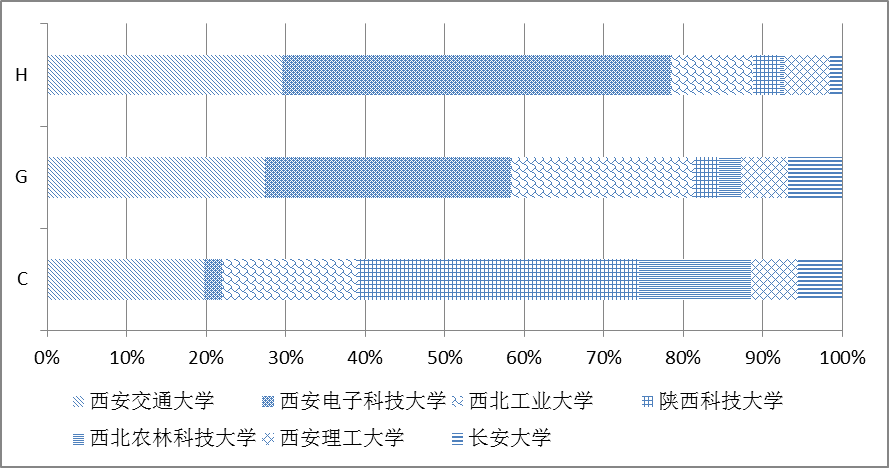 H
G
C
0% 10% 20% 30% 40% 50% 60% 70% 80% 90% 100%
西安交通大学 西安电子科技大学 西北工业大学 陕西科技大学
西北农林科技大学 西安理工大学 长安大学